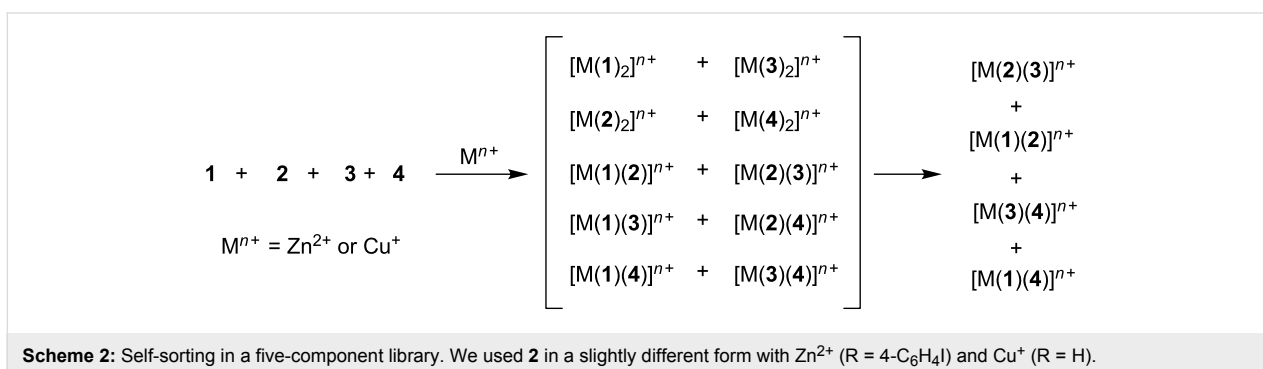 [M(1)₂]ⁿ⁺ + [M(3)₂]ⁿ⁺
[M(2)₂]ⁿ⁺ + [M(4)₂]ⁿ⁺
1 + 2 + 3 + 4 Mⁿ⁺ [M(1)(2)]ⁿ⁺ + [M(2)(3)]ⁿ⁺
[M(1)(3)]ⁿ⁺ + [M(2)(4)]ⁿ⁺
[M(1)(4)]ⁿ⁺ + [M(3)(4)]ⁿ⁺
Mⁿ⁺ = Zn²⁺ or Cu⁺
[M(2)(3)]ⁿ⁺
+
[M(1)(2)]ⁿ⁺
+
[M(3)(4)]ⁿ⁺
+
[M(1)(4)]ⁿ⁺
Scheme 2: Self-sorting in a five-component library. We used 2 in a slightly different form with Zn²⁺ (R = 4-C₆H₄I) and Cu⁺ (R = H).